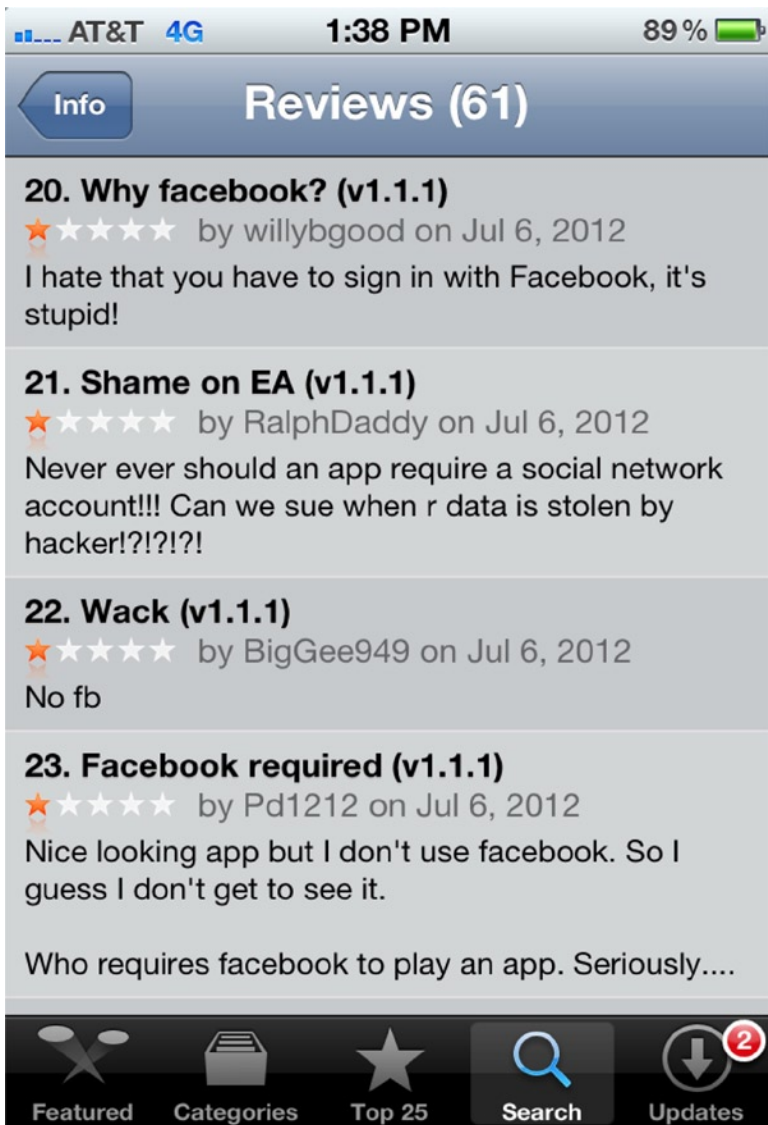 AT&T 4G 1:38 PM 89%
Info Reviews (61)
20. Why facebook? (v1.1.1)
by willybgood on Jul 6, 2012
I hate that you have to sign in with Facebook, it's
stupid!
21. Shame on EA (v1.1.1)
by RalphDaddy on Jul 6, 2012
Never ever should an app require a social network
account!!! Can we sue when r data is stolen by
hacker!?!?!?!
22. Wack (v1.1.1)
by BigGee949 on Jul 6, 2012
No fb
23. Facebook required (v1.1.1)
by Pd1212 on Jul 6, 2012
Nice looking app but I don't use facebook. So I
guess I don't get to see it.
Who requires facebook to play an app. Seriously....
2
Featured Categories Top 25 Search Updates